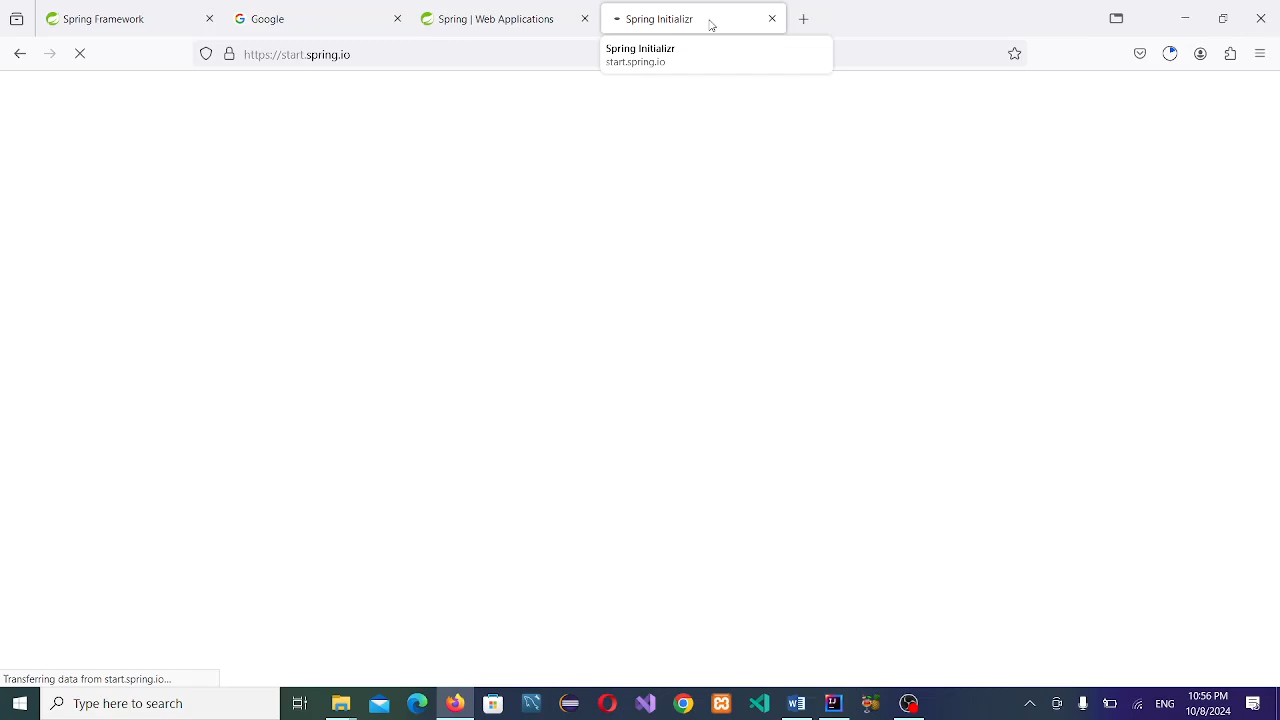 Spring Framework
Google
Spring | Web Applications
Spring Initializr
https://start.spring.io
Spring Initializr
start.spring.io
Transferring data from start.spring.io...
Type here to search
ENG
10:56 PM
10/8/2024